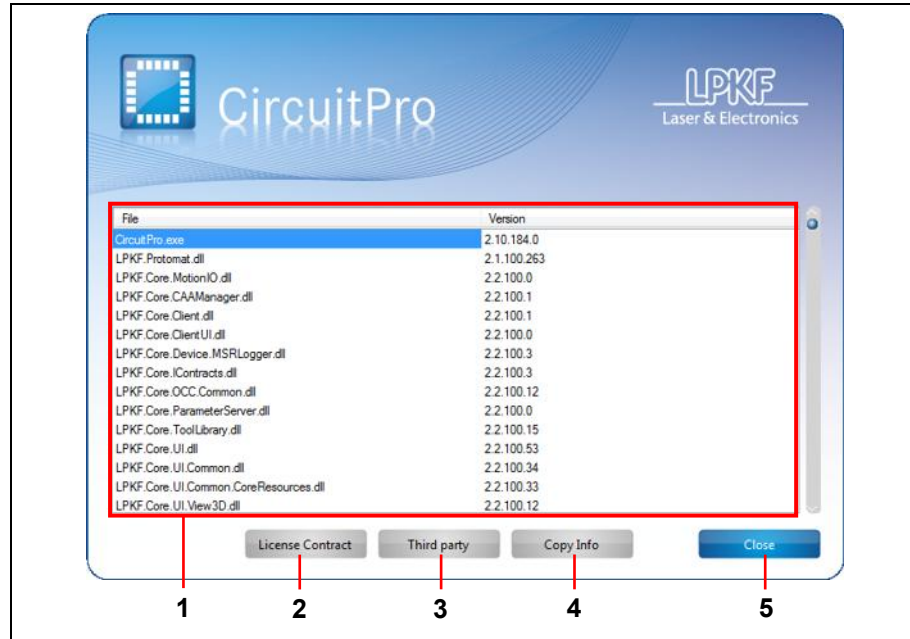 CircuitPro
LPKF
Laser & Electronics
File Version
CircuitPro.exe 2.10.184.0
LPKF.Protomat.dll 2.1.100.263
LPKF.Core.MotionIO.dll 2.2.100.0
LPKF.Core.CAAManager.dll 2.2.100.1
LPKF.Core.Client.dll 2.2.100.1
LPKF.Core.ClientUI.dll 2.2.100.0
LPKF.Core.Device.MSRLogger.dll 2.2.100.3
LPKF.Core.IContracts.dll 2.2.100.3
LPKF.Core.OCC.Common.dll 2.2.100.12
LPKF.Core.ParameterServer.dll 2.2.100.0
LPKF.Core.ToolLibrary.dll 2.2.100.15
LPKF.Core.UI.dll 2.2.100.53
LPKF.Core.UI.Common.dll 2.2.100.34
LPKF.Core.UI.Common.CoreResources.dll 2.2.100.33
LPKF.Core.UI.View3D.dll 2.2.100.12
License Contract Third party Copy Info Close
1 2 3 4 5